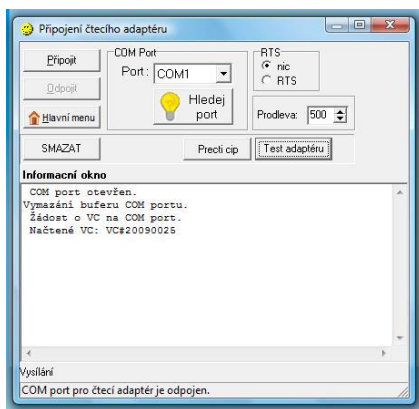 Připojení čtecího adaptéru
Připojit
COM Port
Port: COM1
RTS
nic
RTS
Odpojit
Hledej port
Hlavní menu
Prodleva: 500
SMAZAT
Precti cip
Test adaptéru
Informacní okno
COM port otevřen.
Vymazání buferu COM portu.
Žádost o VC na COM port.
Načtené VC: VC#20090025
Vysílání
COM port pro čtecí adaptér je odpojen.